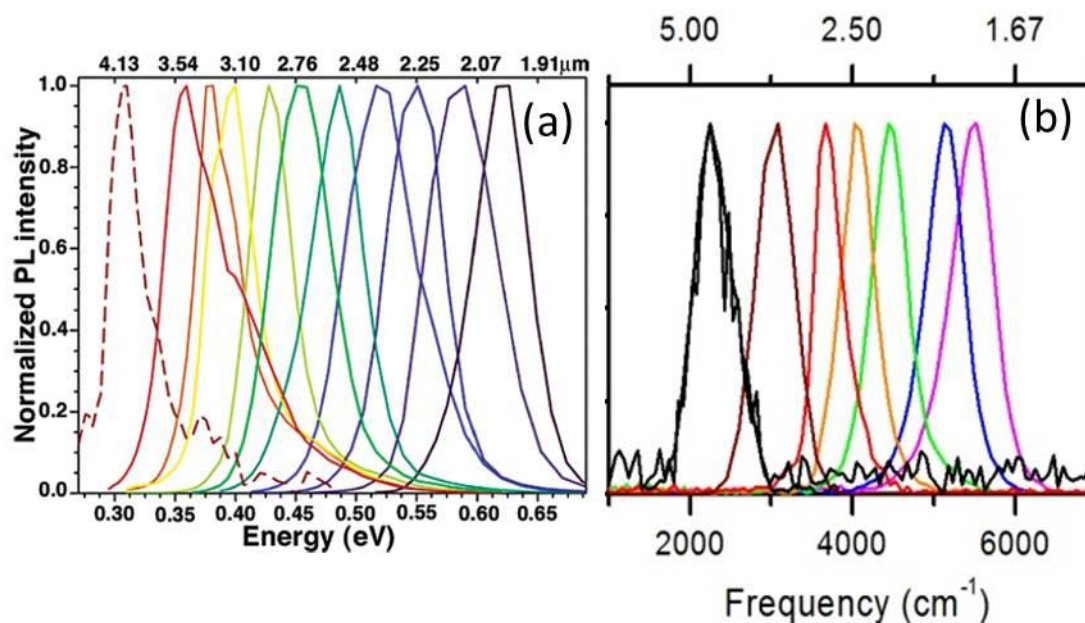 4.13 3.54 3.10 2.76 2.48 2.25 2.07 1.91µm
(a)
Normalized PL intensity
1.0
0.8
0.6
0.4
0.2
0.0
0.30 0.35 0.40 0.45 0.50 0.55 0.60 0.65
Energy (eV)
5.00 2.50 1.67
(b)
2000 4000 6000
Frequency (cm⁻¹)